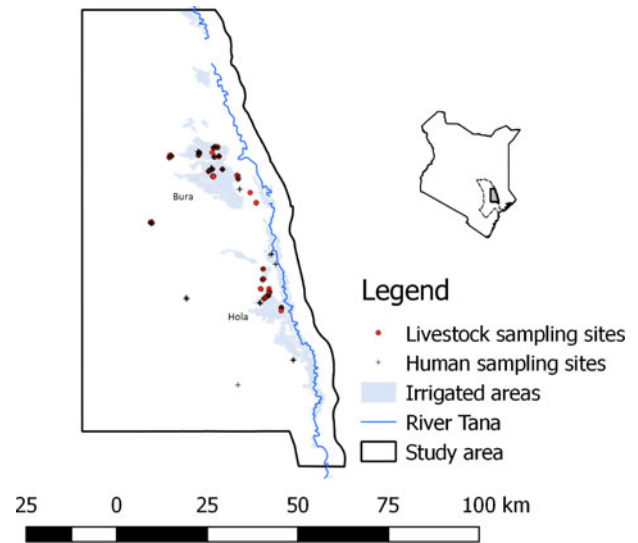 Bura
Hola
Legend
Livestock sampling sites
Human sampling sites
Irrigated areas
River Tana
Study area
25 0 25 50 75 100 km